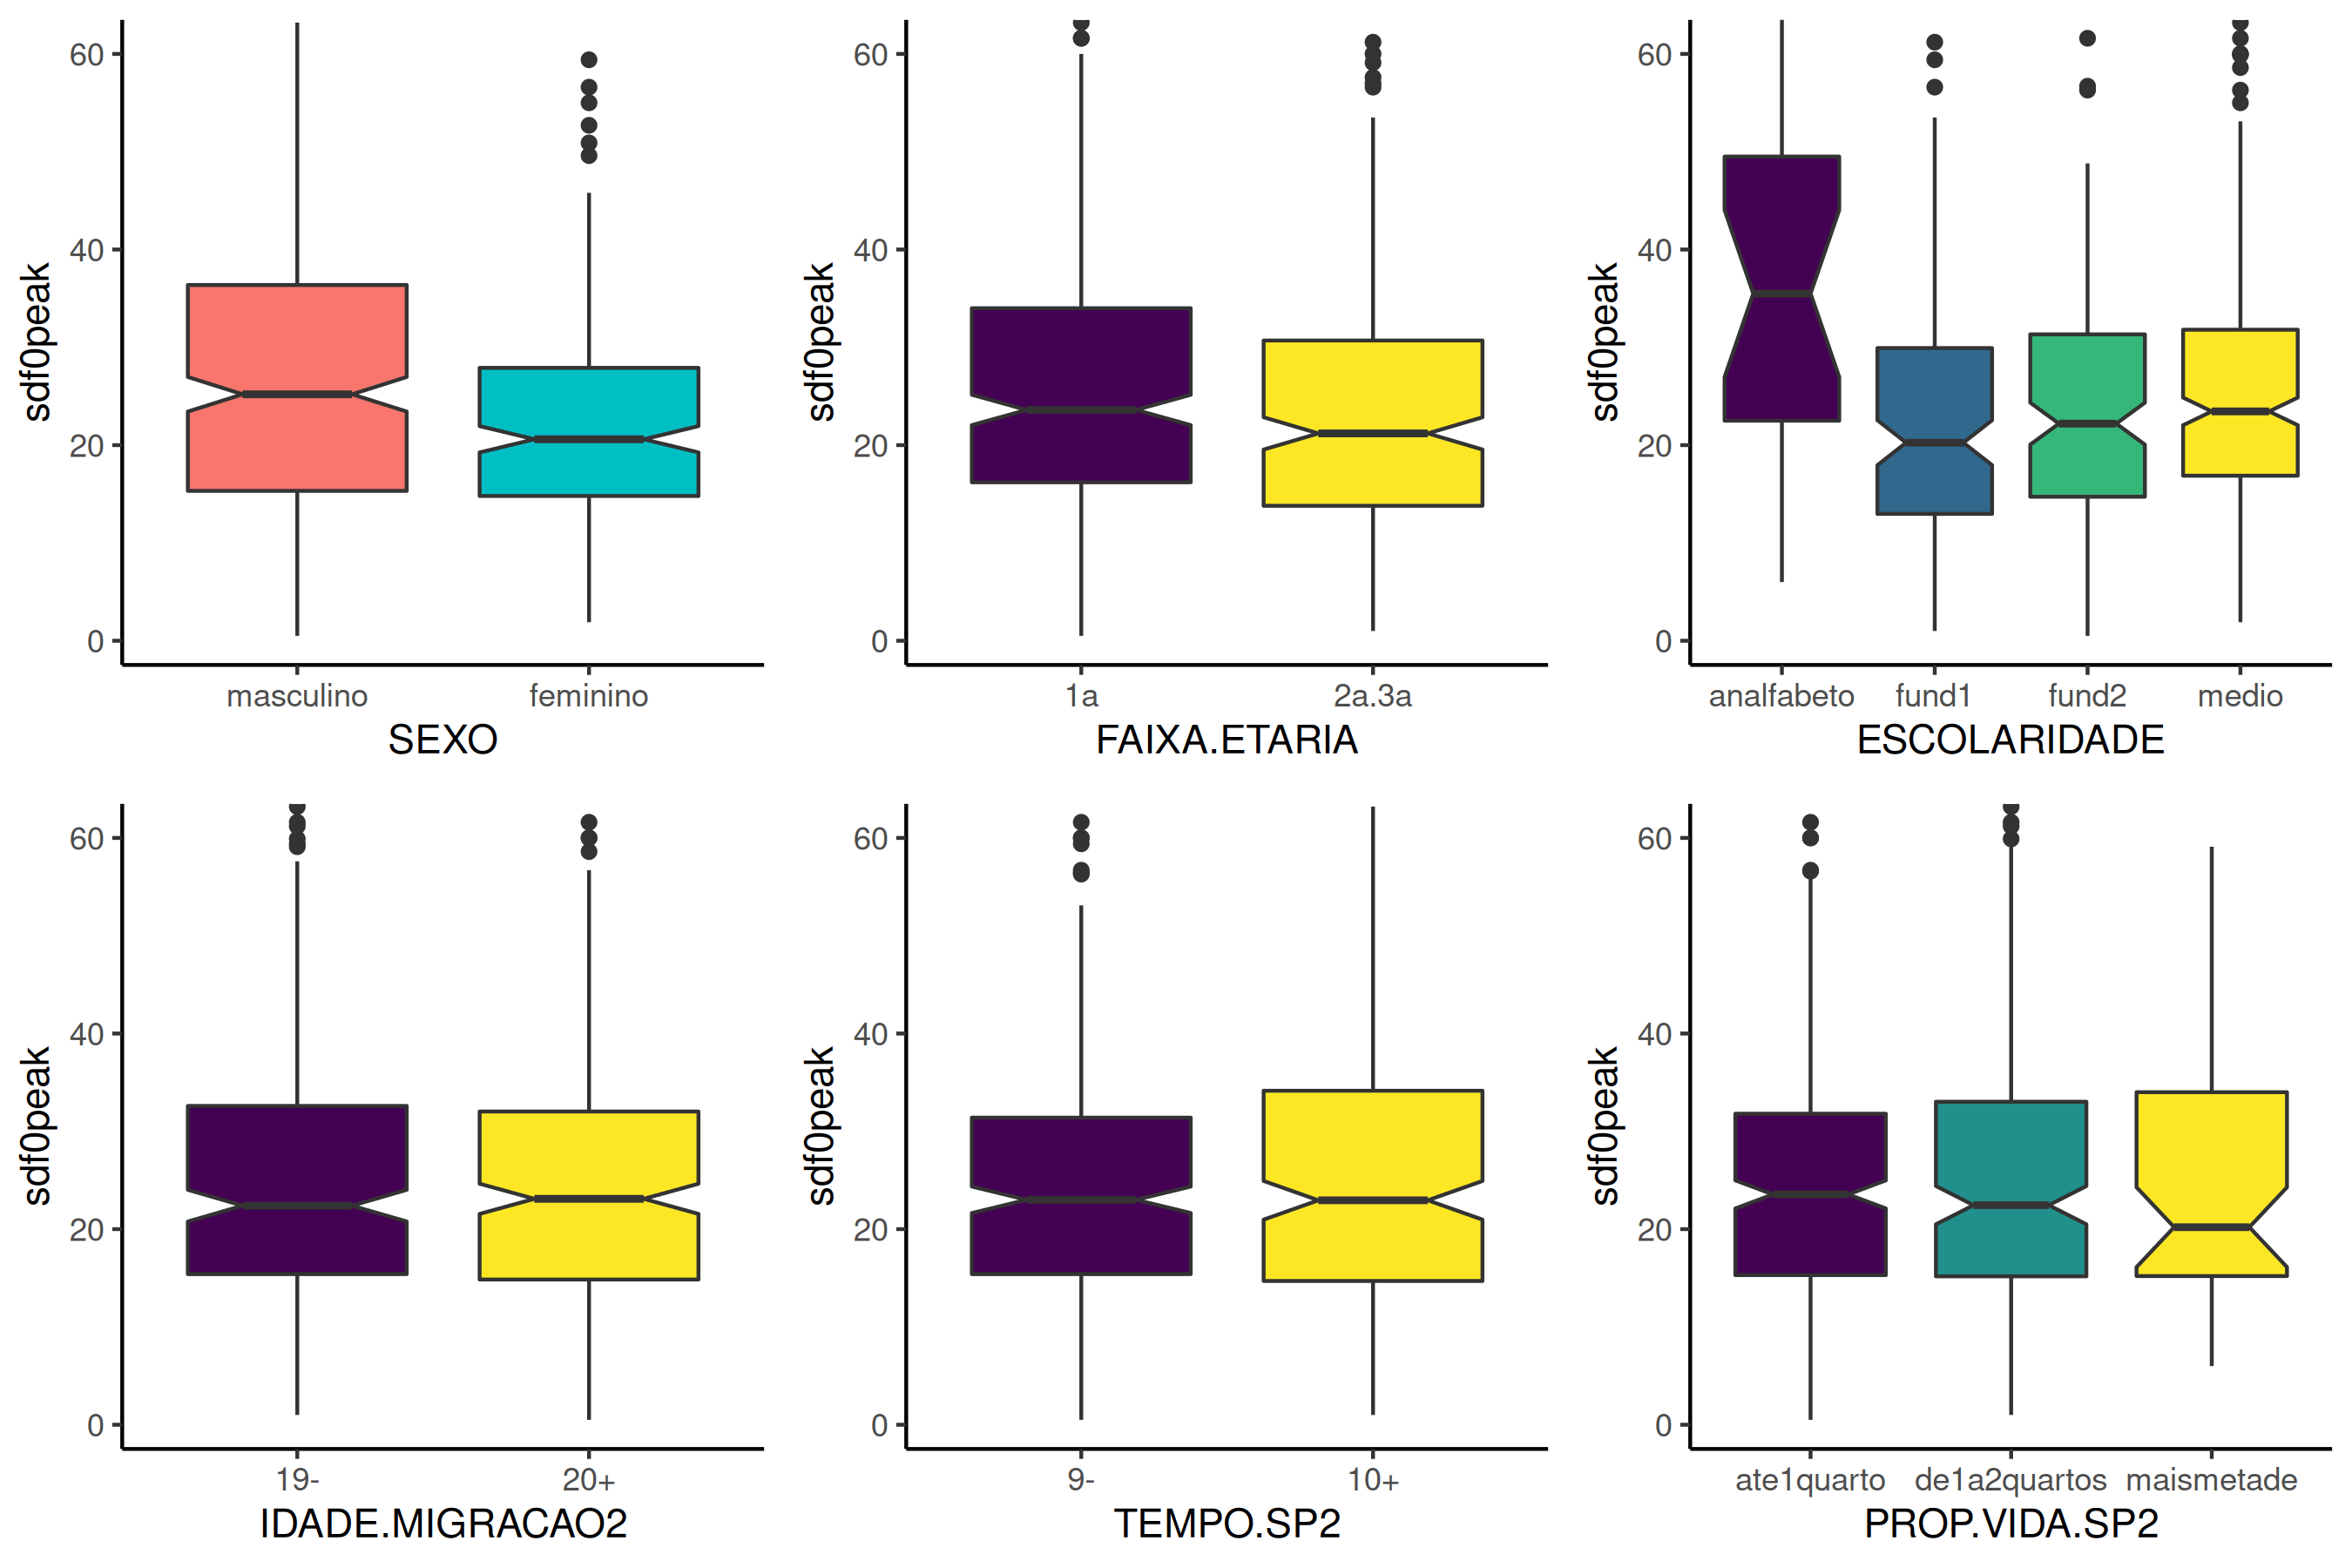 sdf0peak
60
40
20
0
masculino feminino
SEXO
sdf0peak
60
40
20
0
1a 2a.3a
FAIXA.ETARIA
sdf0peak
60
40
20
0
analfabeto fund1 fund2 medio
ESCOLARIDADE
sdf0peak
60
40
20
0
19- 20+
IDADE.MIGRACAO2
sdf0peak
60
40
20
0
9- 10+
TEMPO.SP2
sdf0peak
60
40
20
0
ate1quarto de1a2quartos maismetade
PROP.VIDA.SP2